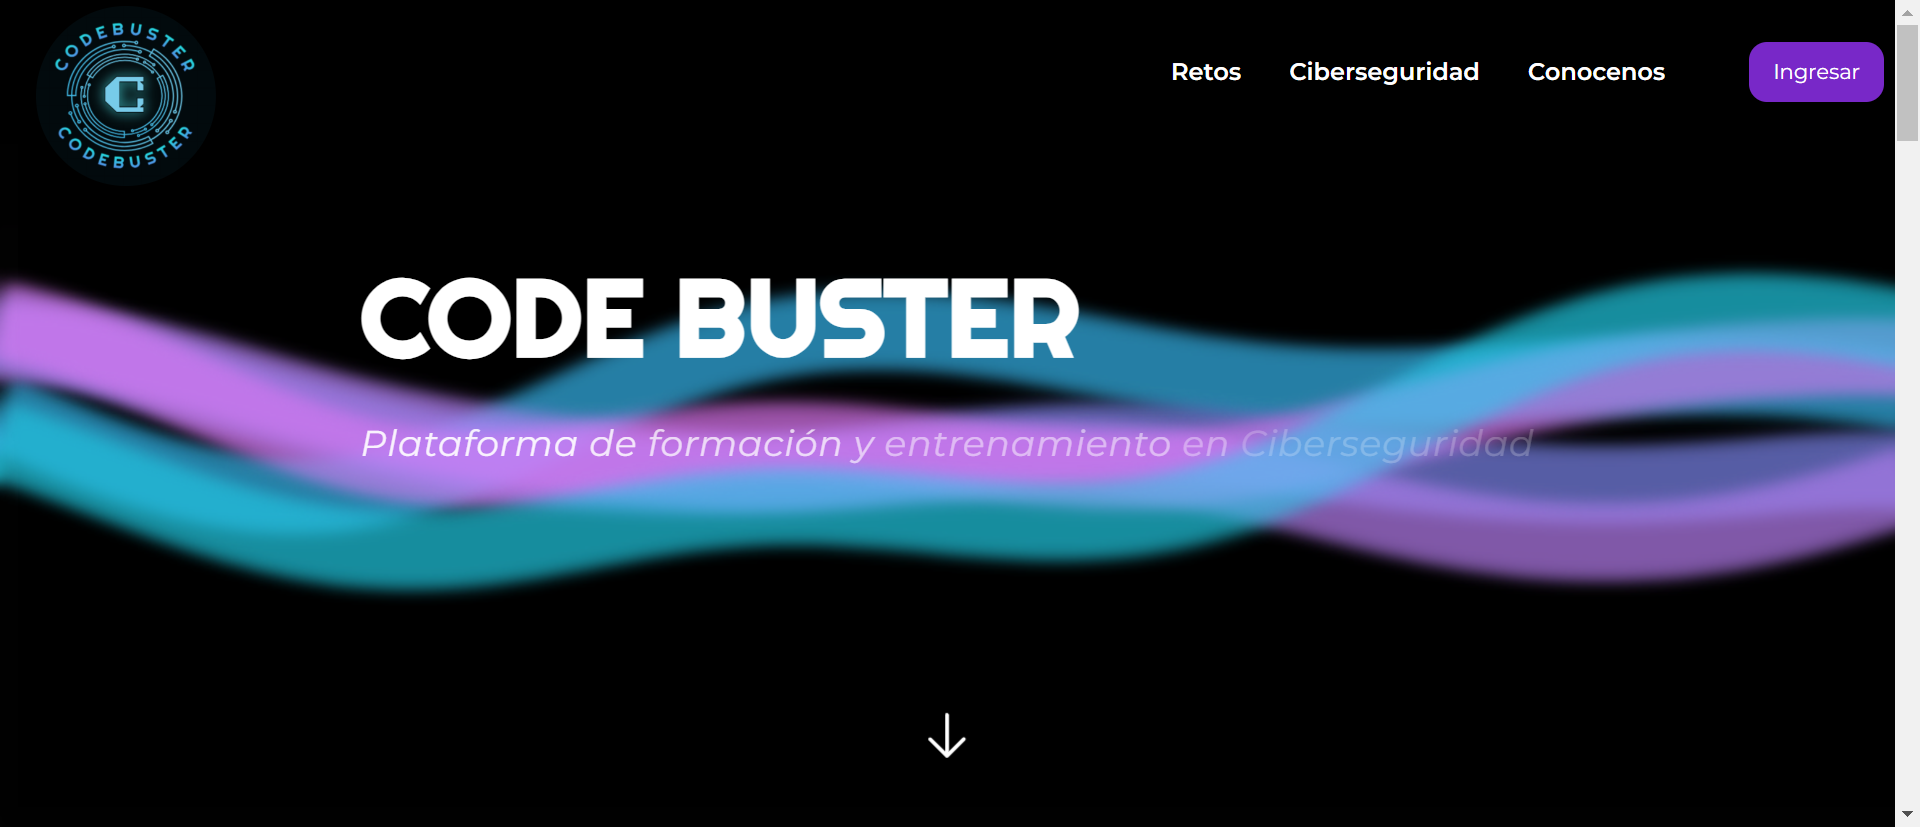 CODEBUSTER
C
CODEBUSTER
Retos Ciberseguridad Conocenos Ingresar
CODE BUSTER
Plataforma de formación y entrenamiento en Ciberseguridad